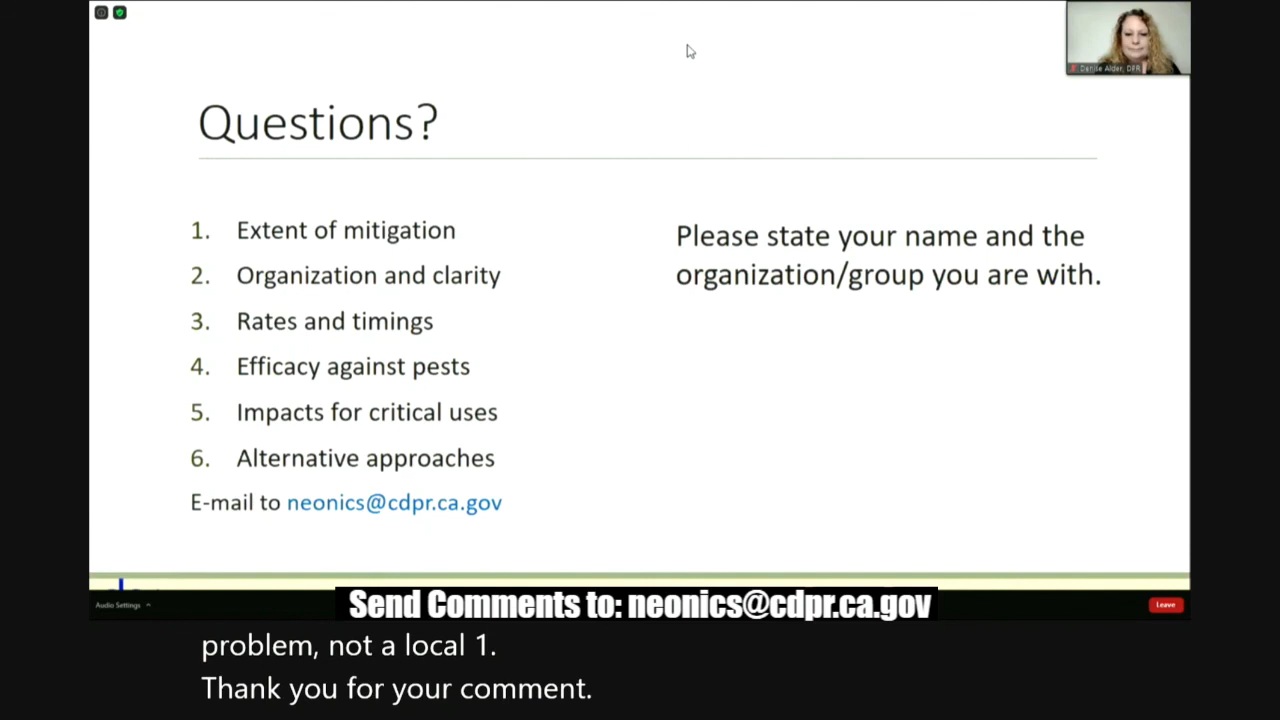 Denise Alder, DPR
Questions?
1. Extent of mitigation
2. Organization and clarity
3. Rates and timings
4. Efficacy against pests
5. Impacts for critical uses
6. Alternative approaches
E-mail to neonics@cdpr.ca.gov
Please state your name and the
organization/group you are with.
Audio Settings
Leave
Send Comments to: neonics@cdpr.ca.gov
problem, not a local 1.
Thank you for your comment.